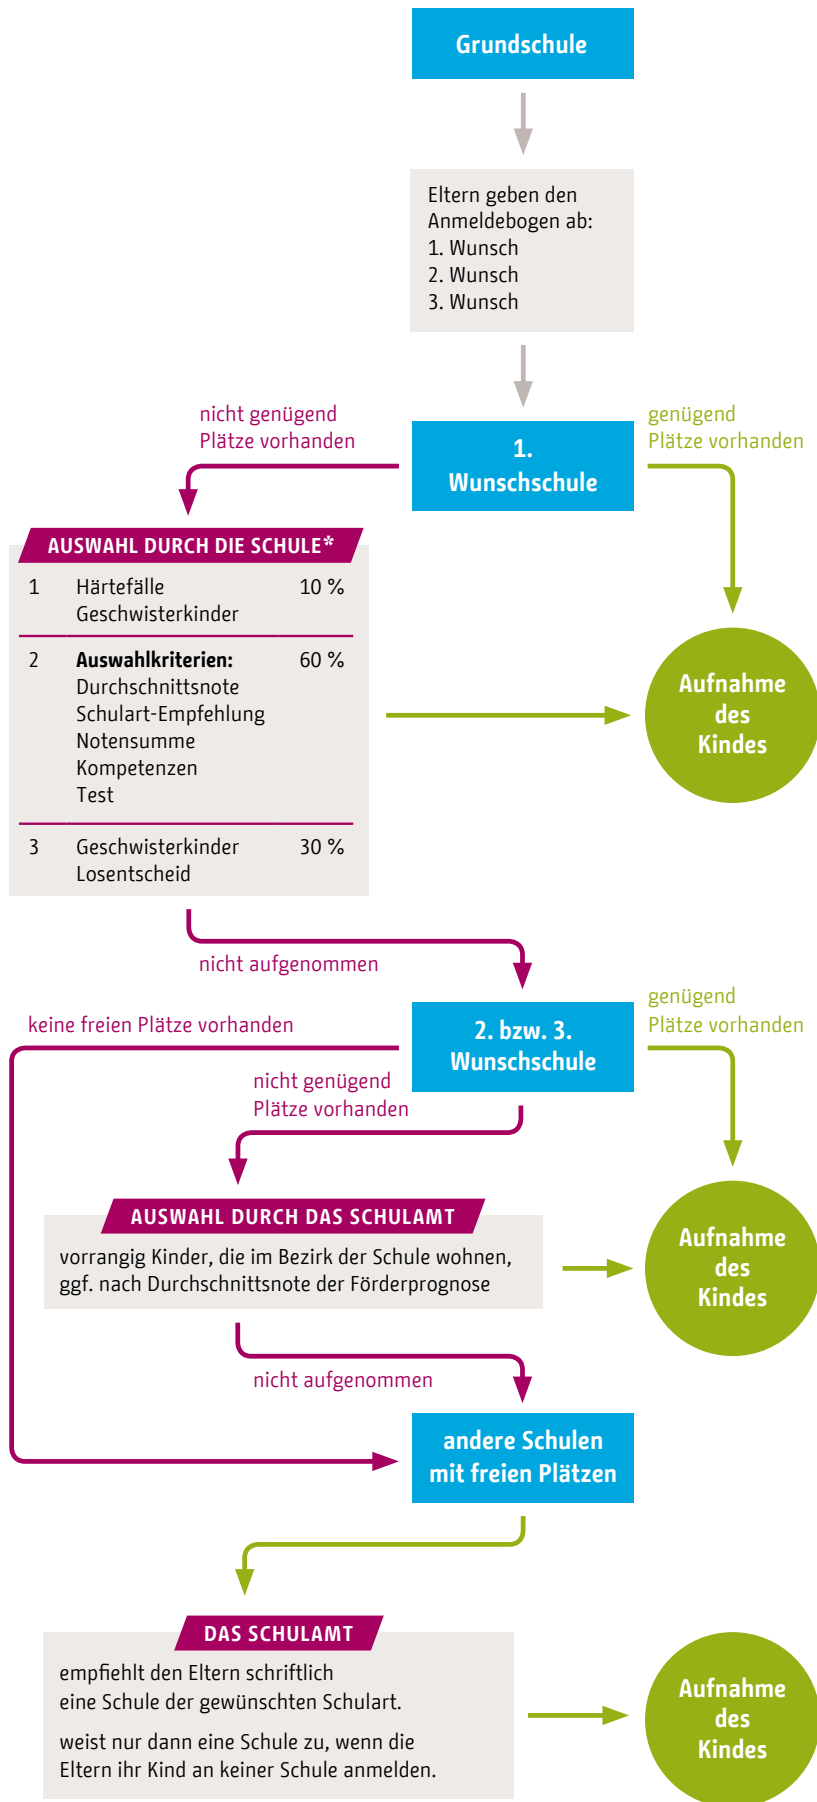 Grundschule
Eltern geben den
Anmeldebogen ab:
1. Wunsch
2. Wunsch
3. Wunsch
nicht genügend
Plätze vorhanden
1.
Wunschschule
genügend
Plätze vorhanden
AUSWAHL DURCH DIE SCHULE*
1 Härtefälle 10 %
Geschwisterkinder
2 Auswahlkriterien: 60 %
Durchschnittsnote
Schulart-Empfehlung
Notensumme
Kompetenzen
Test
3 Geschwisterkinder 30 %
Losentscheid
Aufnahme
des
Kindes
nicht aufgenommen
keine freien Plätze vorhanden
2. bzw. 3.
Wunschschule
genügend
Plätze vorhanden
nicht genügend
Plätze vorhanden
AUSWAHL DURCH DAS SCHULAMT
vorrangig Kinder, die im Bezirk der Schule wohnen,
ggf. nach Durchschnittsnote der Förderprognose
Aufnahme
des
Kindes
nicht aufgenommen
andere Schulen
mit freien Plätzen
DAS SCHULAMT
empfiehlt den Eltern schriftlich
eine Schule der gewünschten Schulart.
weist nur dann eine Schule zu, wenn die
Eltern ihr Kind an keiner Schule anmelden.
Aufnahme
des
Kindes